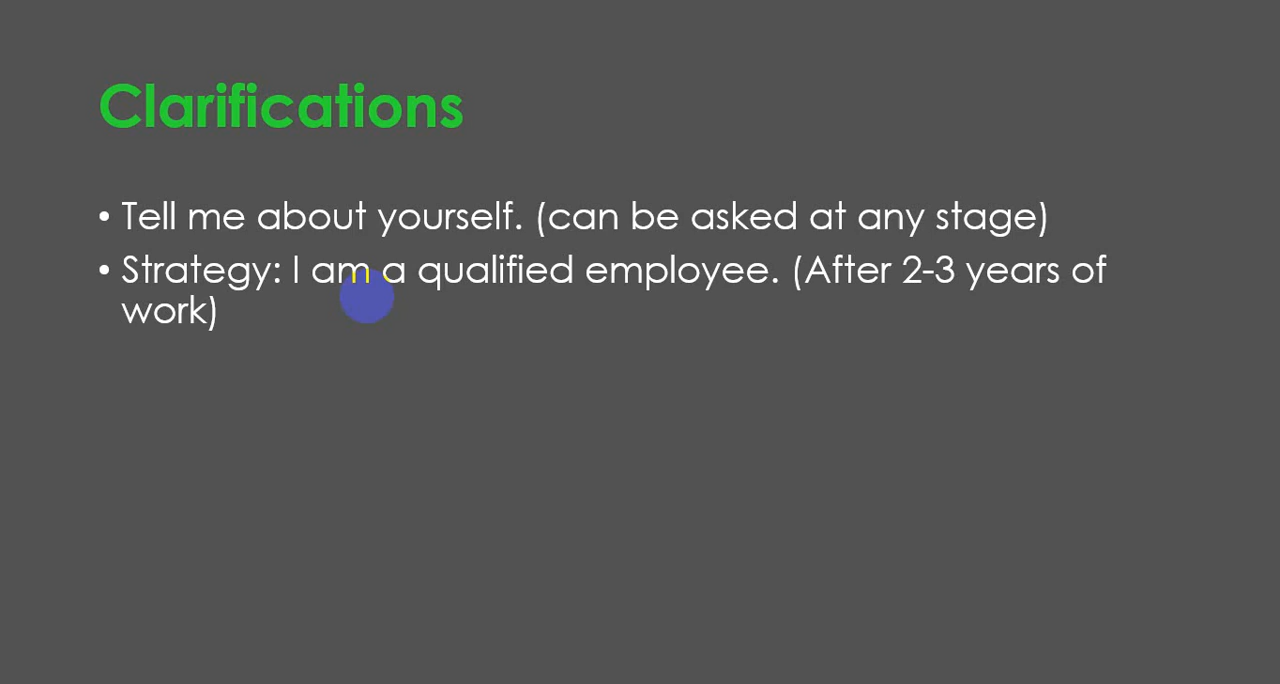 Clarifications
• Tell me about yourself. (can be asked at any stage)
• Strategy: I am a qualified employee. (After 2-3 years of
work)